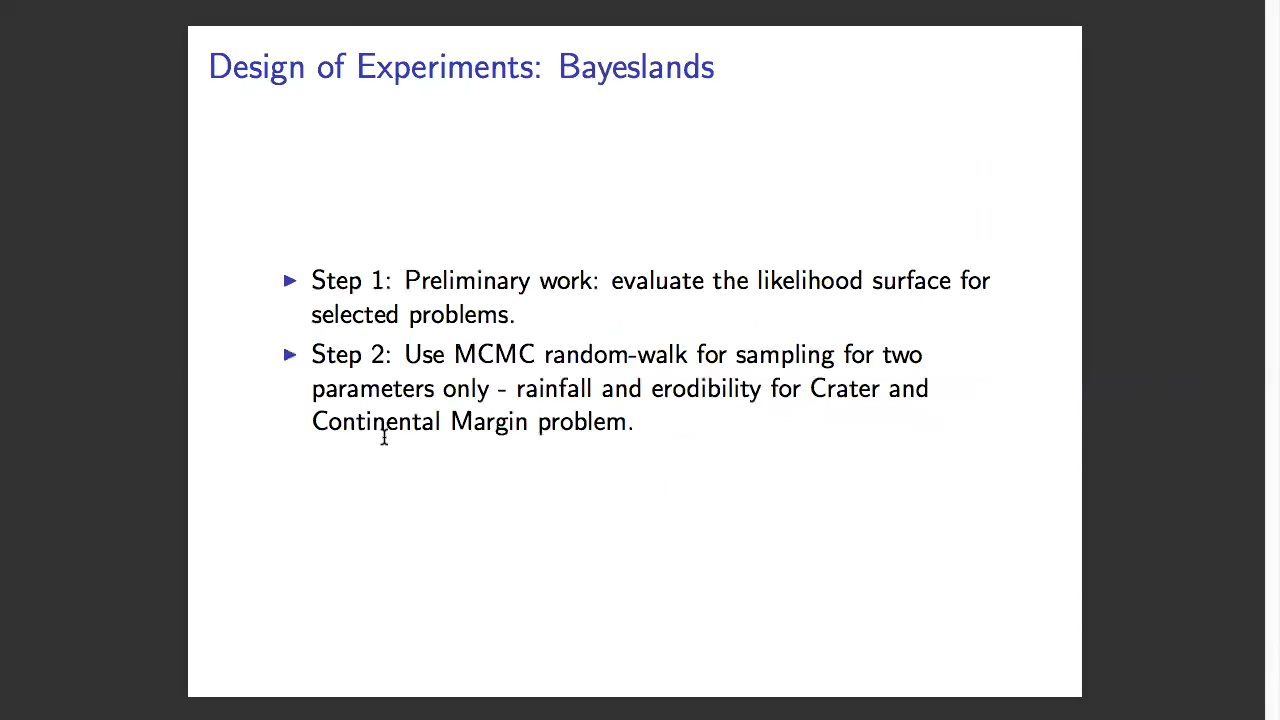 Design of Experiments: Bayeslands
▶ Step 1: Preliminary work: evaluate the likelihood surface for
selected problems.
▶ Step 2: Use MCMC random-walk for sampling for two
parameters only - rainfall and erodibility for Crater and
Continental Margin problem.